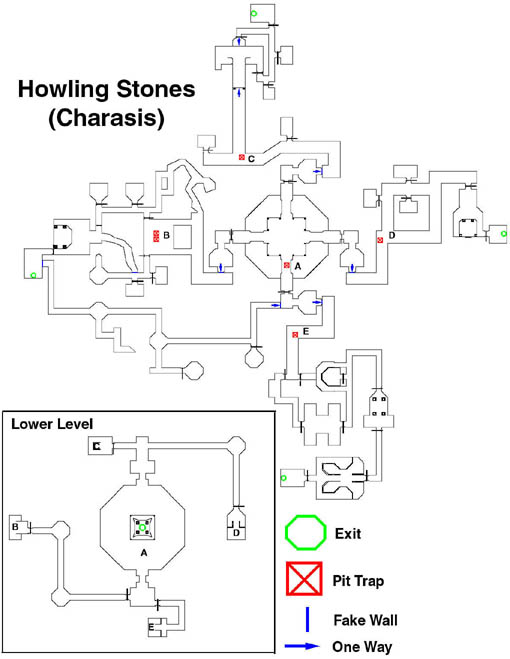 Howling Stones
(Charasis)
C
B
D
A
E
Lower Level
C
B
D
A
E
Exit
Pit Trap
Fake Wall
One Way